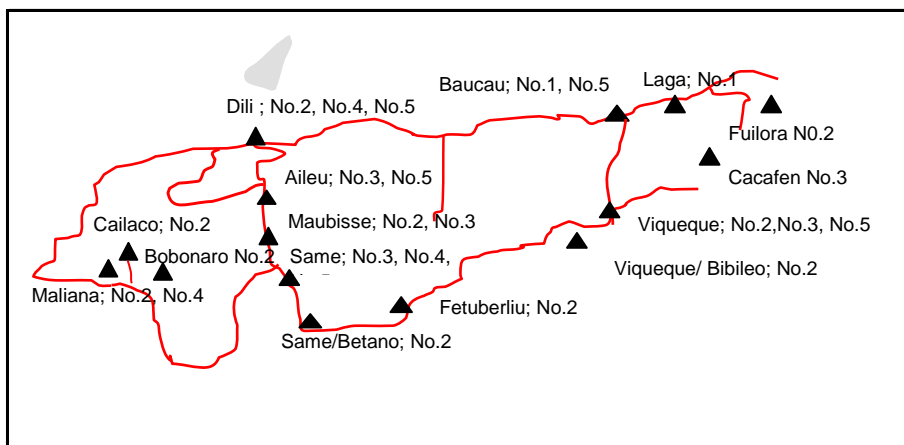 Baucau; No.1, No.5
Laga; No.1
Dili ; No.2, No.4, No.5
Fuilora N0.2
Cacafen No.3
Aileu; No.3, No.5
Maubisse; No.2, No.3
Cailaco; No.2
Viqueque; No.2,No.3, No.5
Bobonaro No.2
Same; No.3, No.4,
Viqueque/ Bibileo; No.2
Maliana; No.2, No.4
Fetuberliu; No.2
Same/Betano; No.2